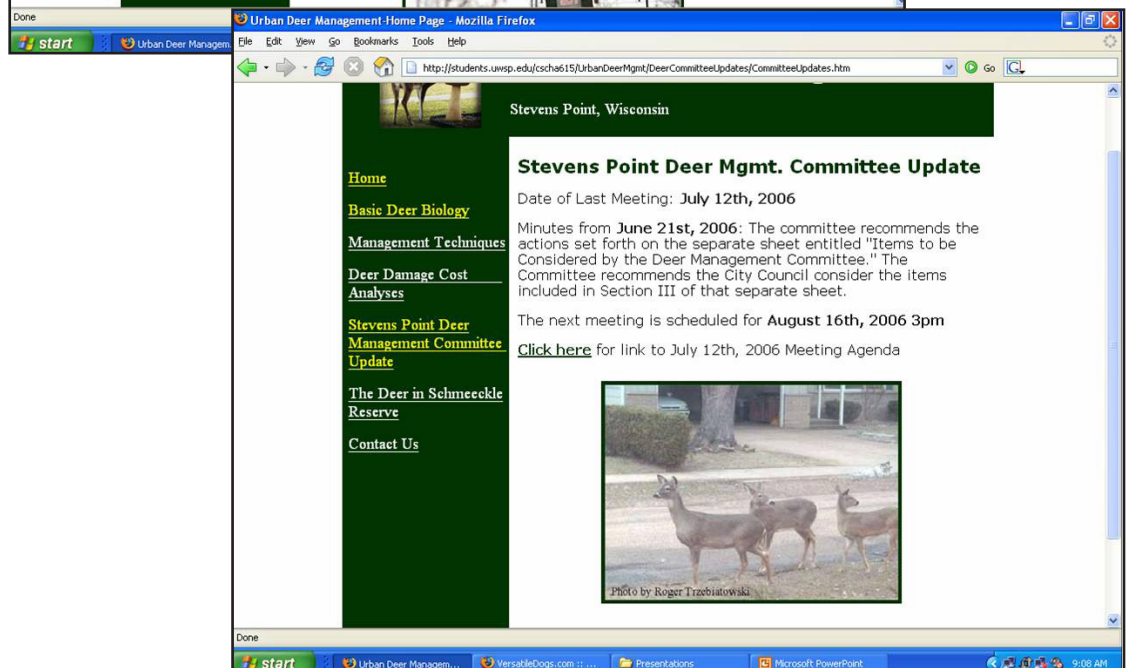 Done
start
Urban Deer Managem
Urban Deer Management-Home Page - Mozilla Firefox
File Edit View Go Bookmarks Tools Help
http://students.uwsp.edu/cscha615/UrbanDeerMgmt/DeerCommitteeUpdates/CommitteeUpdates.htm
Go
Stevens Point, Wisconsin
Home
Basic Deer Biology
Management Techniques
Deer Damage Cost
Analyses
Stevens Point Deer
Management Committee
Update
The Deer in Schmeeckle
Reserve
Contact Us
Stevens Point Deer Mgmt. Committee Update
Date of Last Meeting: July 12th, 2006
Minutes from June 21st, 2006: The committee recommends the
actions set forth on the separate sheet entitled "Items to be
Considered by the Deer Management Committee." The
Committee recommends the City Council consider the items
included in Section III of that separate sheet.
The next meeting is scheduled for August 16th, 2006 3pm
Click here for link to July 12th, 2006 Meeting Agenda
Photo by Roger Trzebiatowski
Done
start
Urban Deer Managem...
VersatileDogs.com :: ...
Presentations
Microsoft PowerPoint
9:08 AM